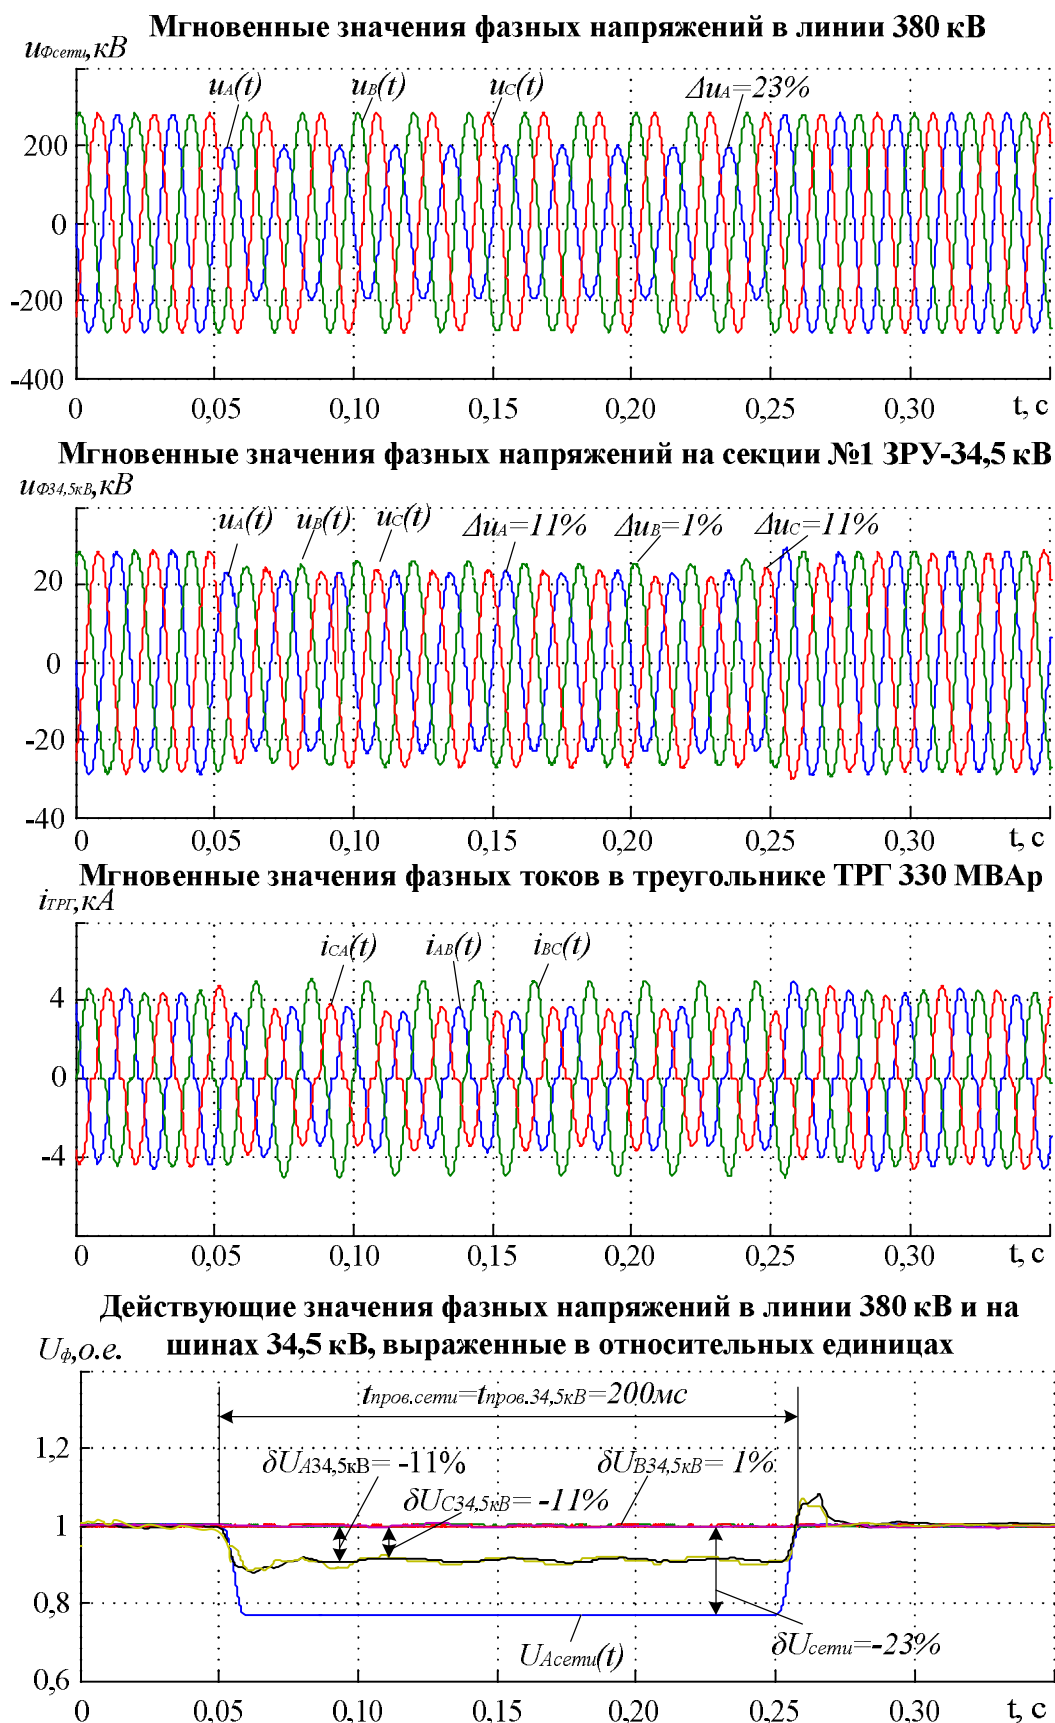 Мгновенные значения фазных напряжений в линии 380 кВ
uФсети,кВ
uA(t) uB(t) uC(t) ΔuA=23%
200
0
-200
-400
0 0,05 0,10 0,15 0,20 0,25 0,30 t, с
Мгновенные значения фазных напряжений на секции №1 ЗРУ-34,5 кВ
uФ34,5кВ,кВ
uA(t) uB(t) uC(t) ΔuA=11% ΔuB=1% ΔuC=11%
20
0
-20
-40
0 0,05 0,10 0,15 0,20 0,25 0,30 t, с
Мгновенные значения фазных токов в треугольнике ТРГ 330 МВАр
iТРГ,кА
iCA(t) iAB(t) iBC(t)
4
0
-4
0 0,05 0,10 0,15 0,20 0,25 0,30 t, с
Действующие значения фазных напряжений в линии 380 кВ и на
шинах 34,5 кВ, выраженные в относительных единицах
Uф,о.е.
tпров.сети=tпров.34,5кВ=200мс
1,2
δUA34,5кВ= -11% δUB34,5кВ= 1%
δUC34,5кВ= -11%
1
0,8
δUсети=-23%
UAсети(t)
0,6
0 0,05 0,10 0,15 0,20 0,25 0,30 t, с